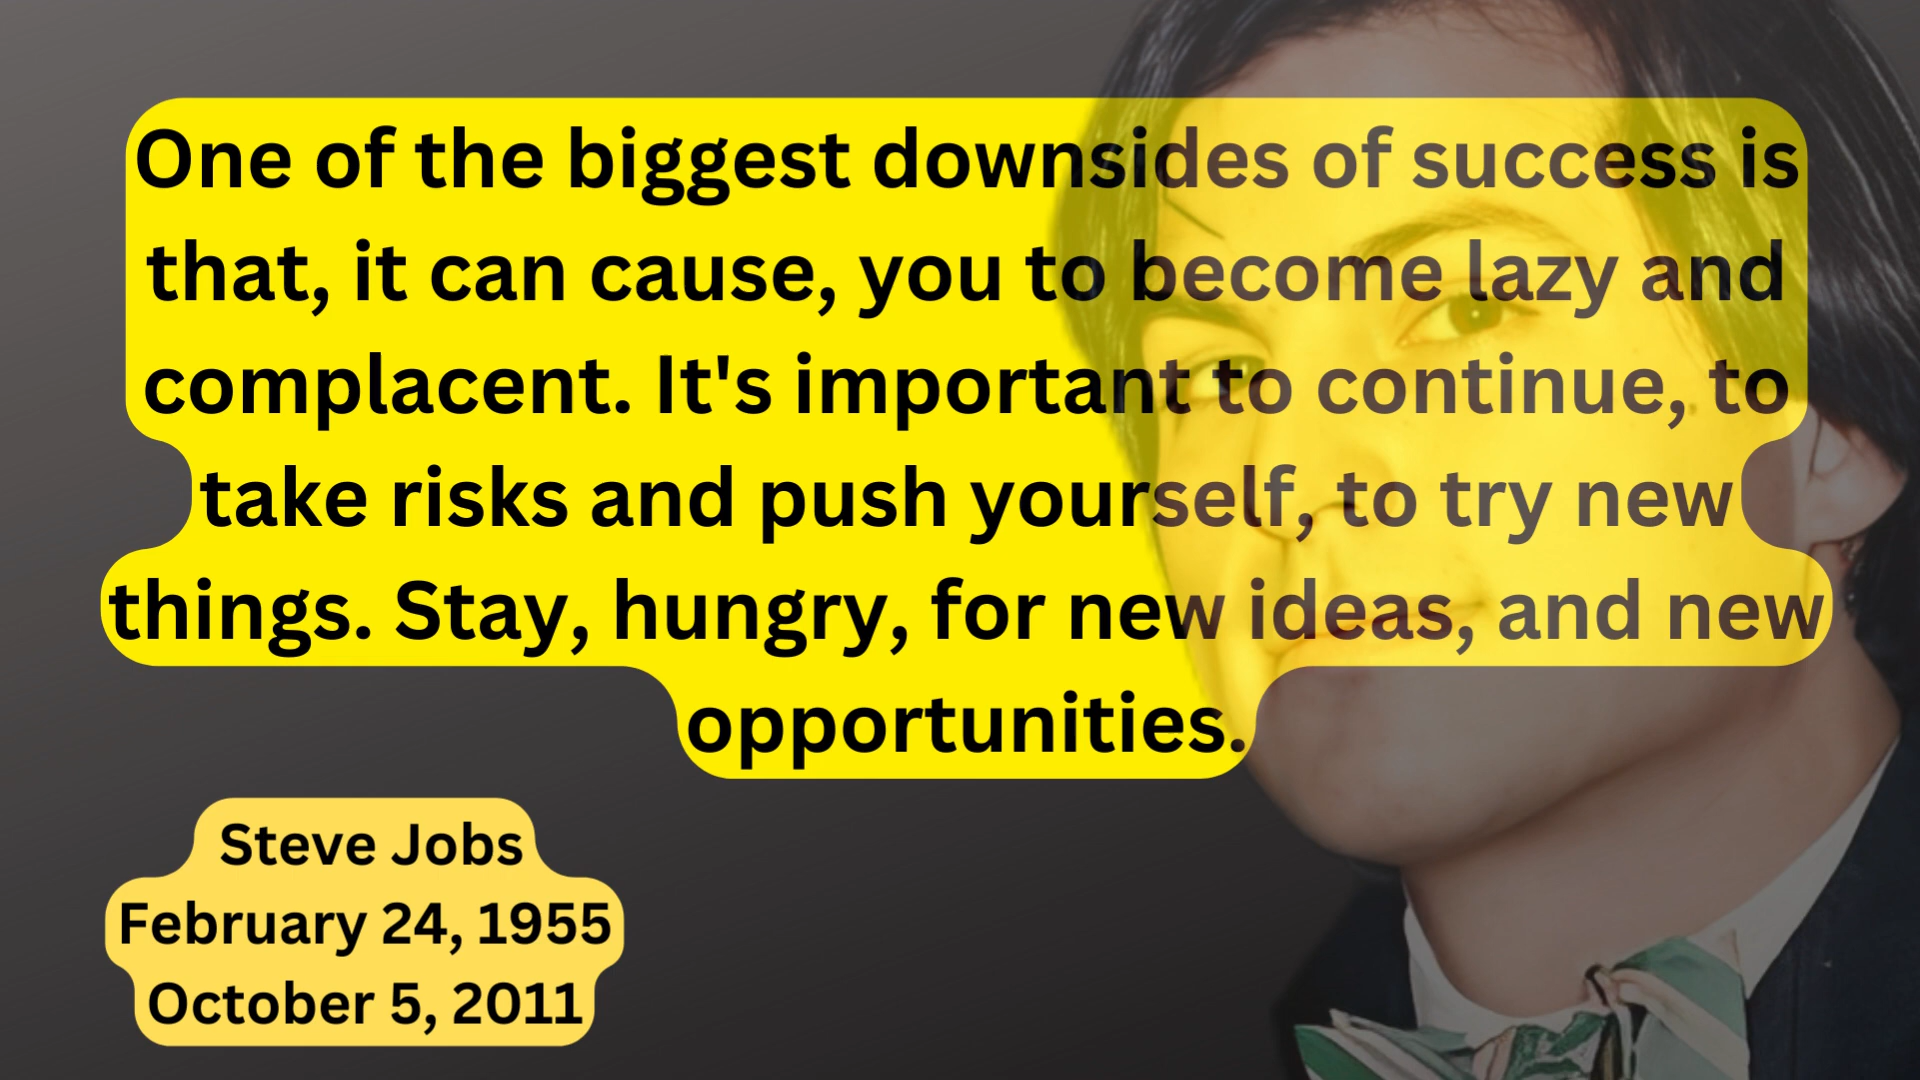 One of the biggest downsides of success is
that, it can cause, you to become lazy and
complacent. It's important to continue, to
take risks and push yourself, to try new
things. Stay, hungry, for new ideas, and new
opportunities.
Steve Jobs
February 24, 1955
October 5, 2011